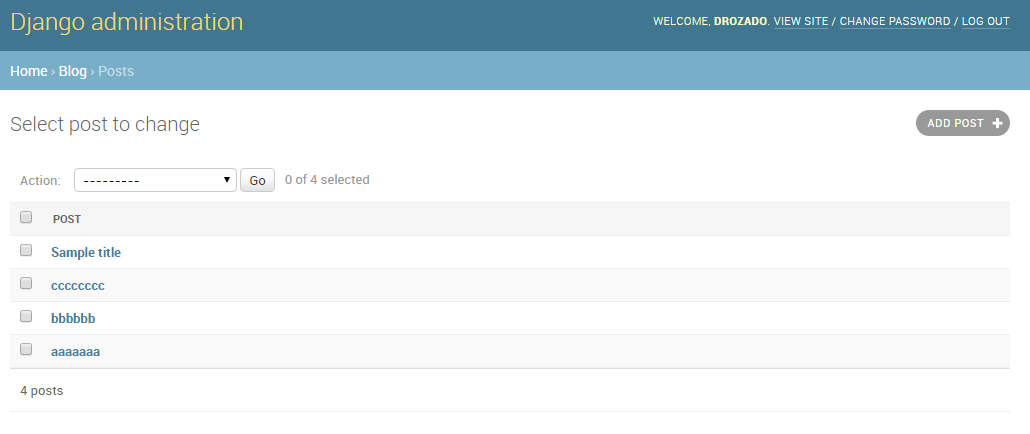 Django administration
WELCOME, DROZADO. VIEW SITE / CHANGE PASSWORD / LOG OUT
Home › Blog › Posts
Select post to change
ADD POST +
Action: --------- Go 0 of 4 selected
POST
Sample title
cccccccc
bbbbbb
aaaaaaa
4 posts